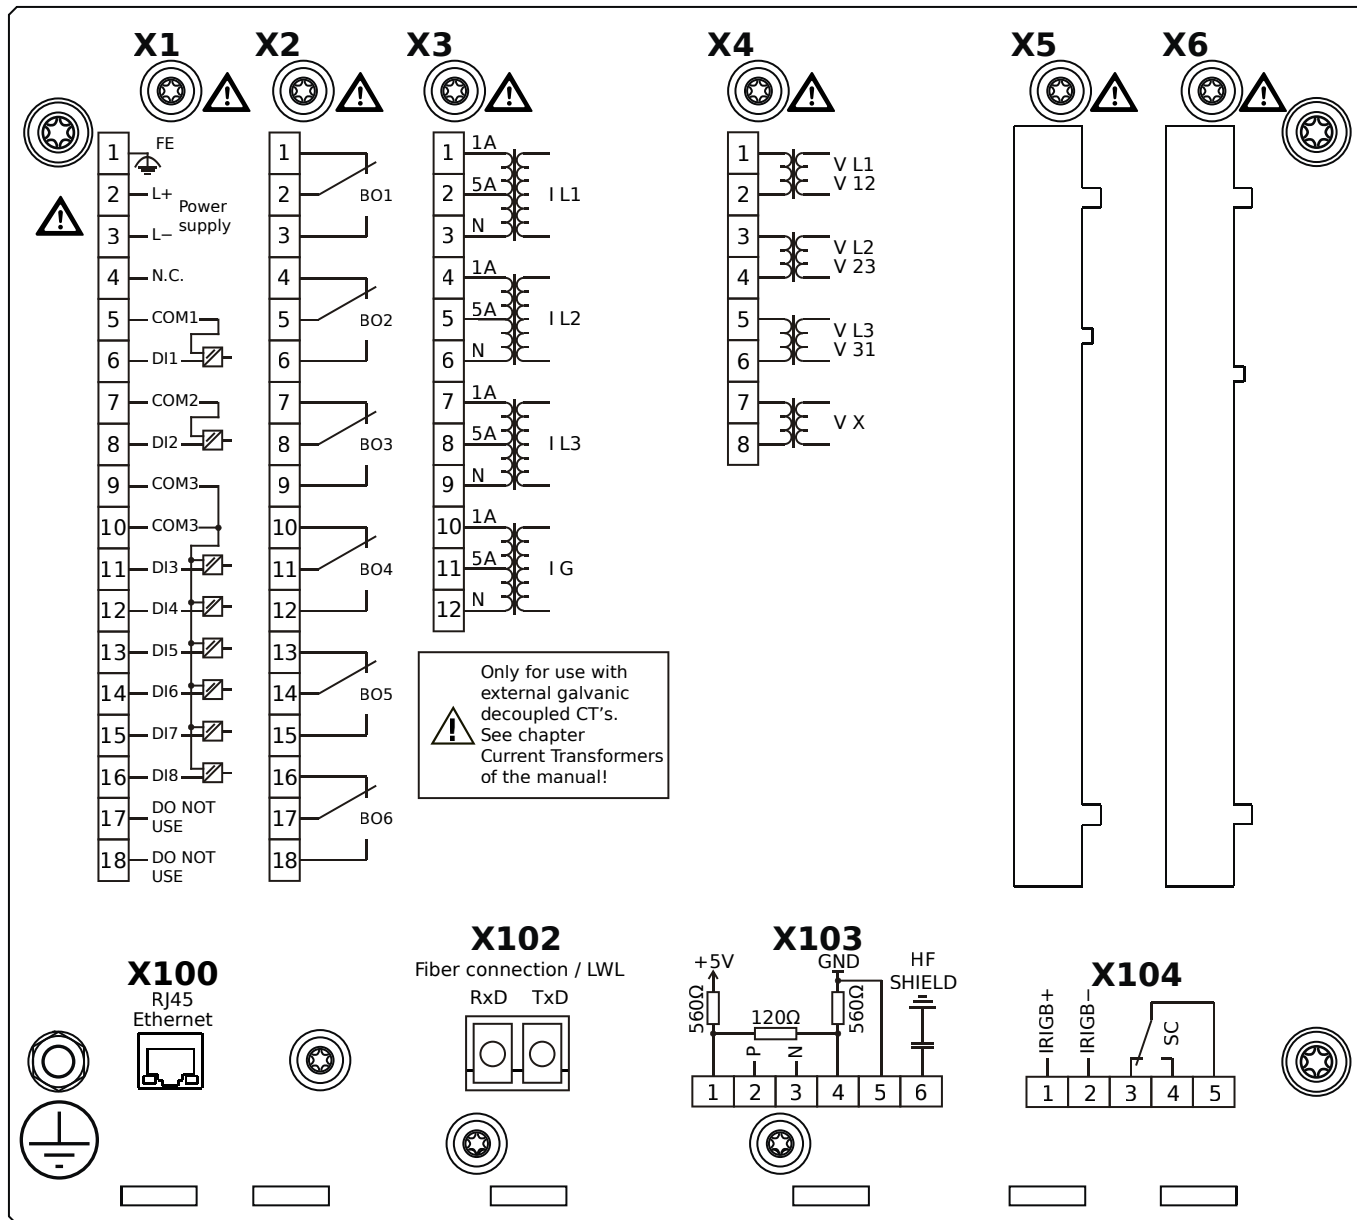 X1
X2
X3
X4
X5
X6
1 FE
2 L+
Power
supply
3 L−
4 N.C.
5 COM1
6 DI1
7 COM2
8 DI2
9 COM3
10 COM3
11 DI3
12 DI4
13 DI5
14 DI6
15 DI7
16 DI8
17 DO NOT
USE
18 DO NOT
USE
1
2 BO1
3
4
5 BO2
6
7
8 BO3
9
10
11 BO4
12
13
14 BO5
15
16
17 BO6
18
1 1A
2 5A I L1
3 N
4 1A
5 5A I L2
6 N
7 1A
8 5A I L3
9 N
10 1A
11 5A I G
12 N
Only for use with
external galvanic
decoupled CT's.
See chapter
Current Transformers
of the manual!
1 V L1
2 V 12
3 V L2
4 V 23
5 V L3
6 V 31
7 V X
8
X100
RJ45
Ethernet
X102
Fiber connection / LWL
RxD TxD
X103
+5V GND HF
SHIELD
560Ω 120Ω 560Ω
P N
1 2 3 4 5 6
X104
IRIGB+ IRIGB− SC
1 2 3 4 5